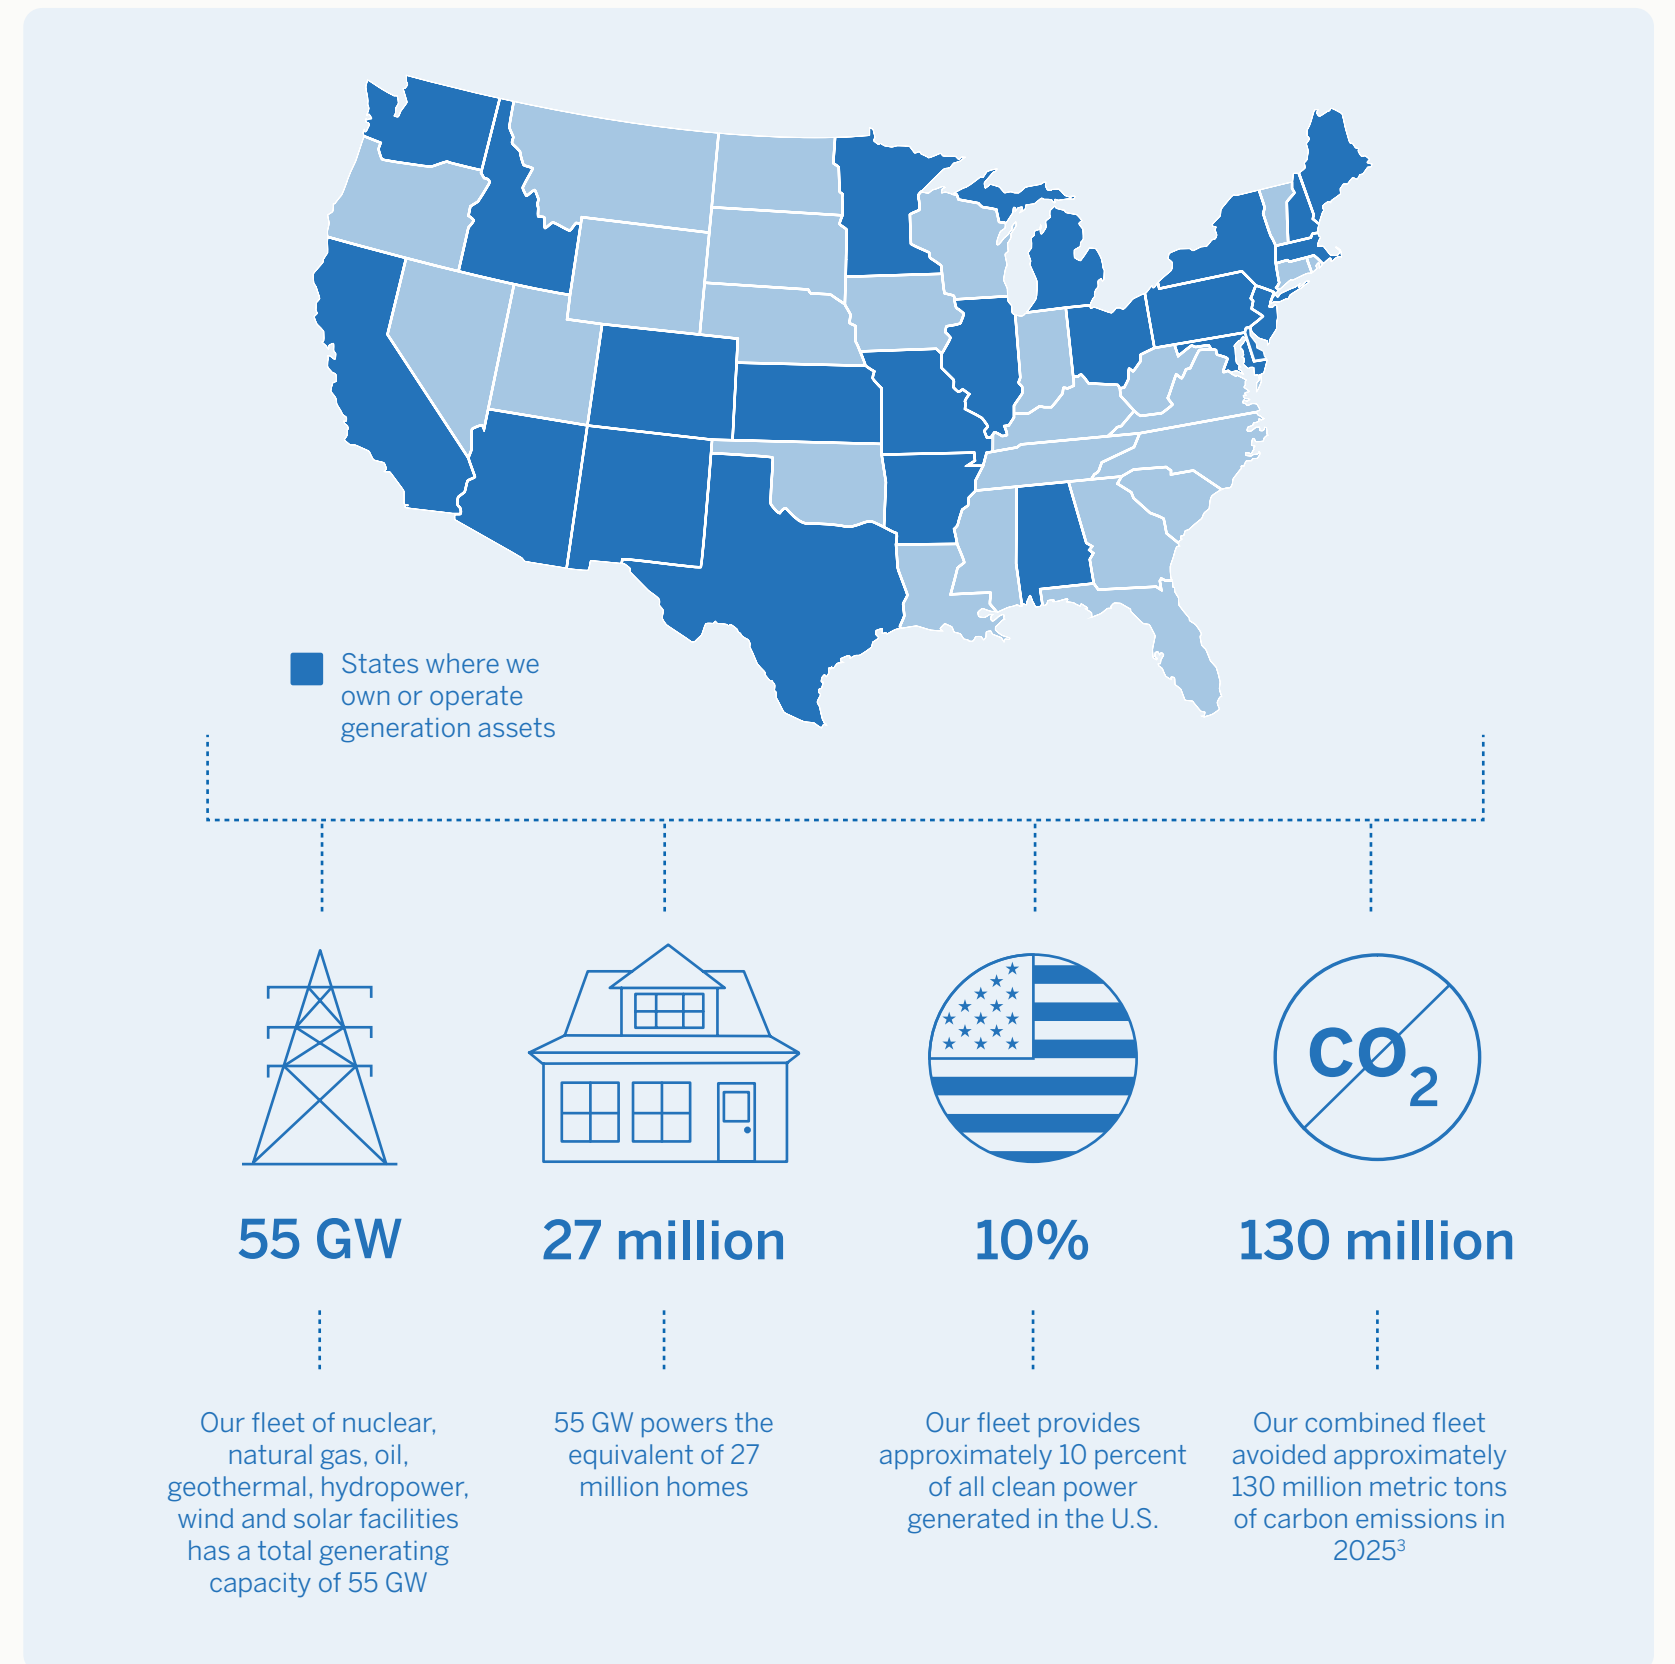 States where we
own or operate
generation assets
CO2
55 GW
27 million
10%
130 million
Our fleet of nuclear,
natural gas, oil,
geothermal, hydropower,
wind and solar facilities
has a total generating
capacity of 55 GW
55 GW powers the
equivalent of 27
million homes
Our fleet provides
approximately 10 percent
of all clean power
generated in the U.S.
Our combined fleet
avoided approximately
130 million metric tons
of carbon emissions in
2025³